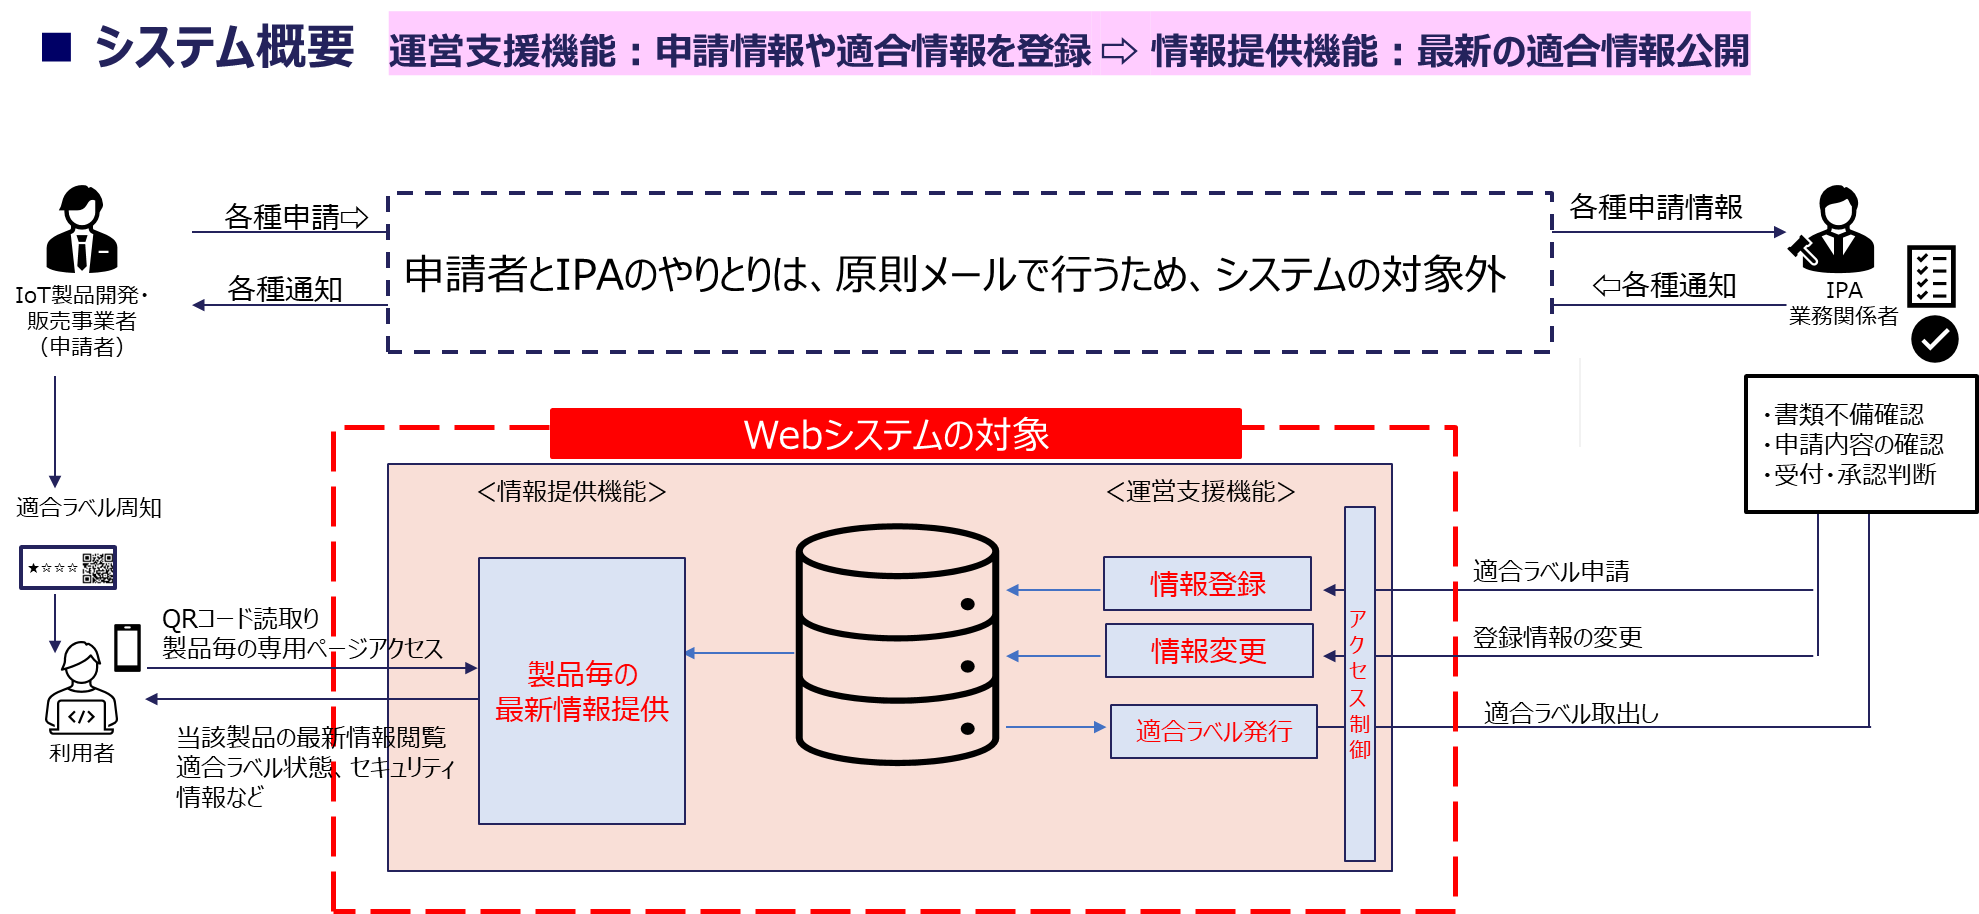 ■ システム概要 運営支援機能：申請情報や適合情報を登録 ⇨ 情報提供機能：最新の適合情報公開
各種申請⇨
各種通知
IoT製品開発・
販売事業者
（申請者）
申請者とIPAのやりとりは、原則メールで行うため、システムの対象外
各種申請情報
⇦各種通知
IPA
業務関係者
・書類不備確認
・申請内容の確認
・受付・承認判断
適合ラベル周知
★☆☆☆
QRコード読取り
製品毎の専用ページアクセス
利用者
当該製品の最新情報閲覧
適合ラベル状態、セキュリティ
情報など
Webシステムの対象
＜情報提供機能＞
＜運営支援機能＞
製品毎の
最新情報提供
情報登録
情報変更
適合ラベル発行
アクセス制御
適合ラベル申請
登録情報の変更
適合ラベル取出し